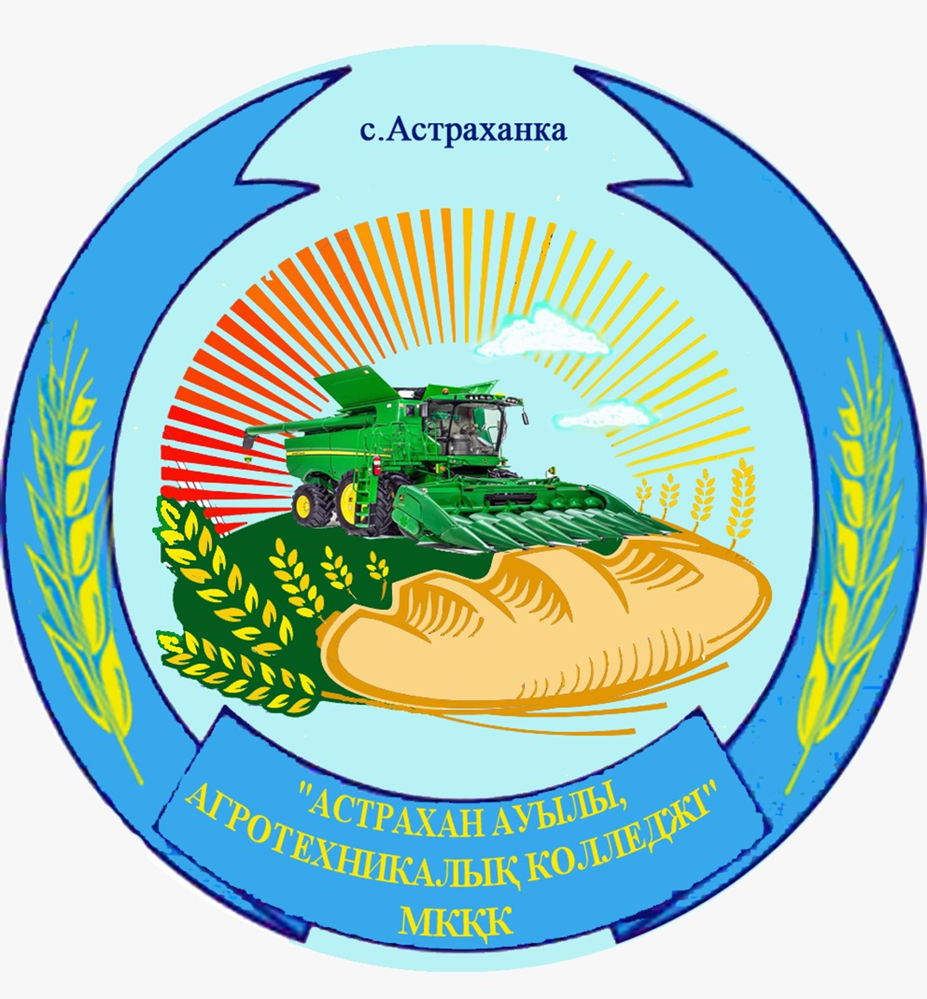 с.Астраханка
"АСТРАХАН АУЫЛЫ,
АГРОТЕХНИКАЛЫҚ КОЛЛЕДЖІ"
МКҚК